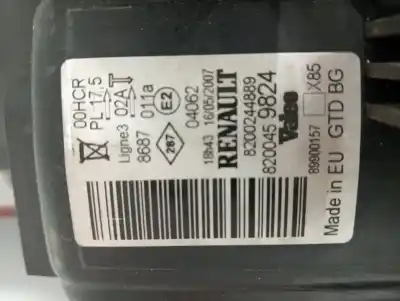 00HCR
PL 17,5
Ligne3 02A
8687 011a E2
287 04062
18h43 16/05/2007
RENAULT
8200244889
820045 9824
Valeo
89900157 X85
Made in EU GTD BG